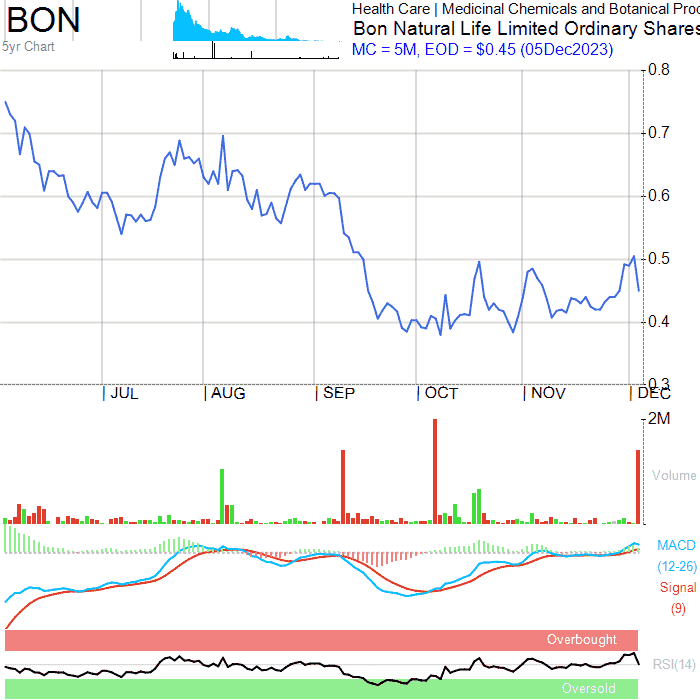 BON
5yr Chart
Health Care | Medicinal Chemicals and Botanical Proc
Bon Natural Life Limited Ordinary Shares
MC = 5M, EOD = $0.45 (05Dec2023)
0.8
0.7
0.6
0.5
0.4
0.3
JUL
AUG
SEP
OCT
NOV
DEC
2M
Volume
MACD
(12-26)
Signal
(9)
Overbought
RSI(14)
Oversold